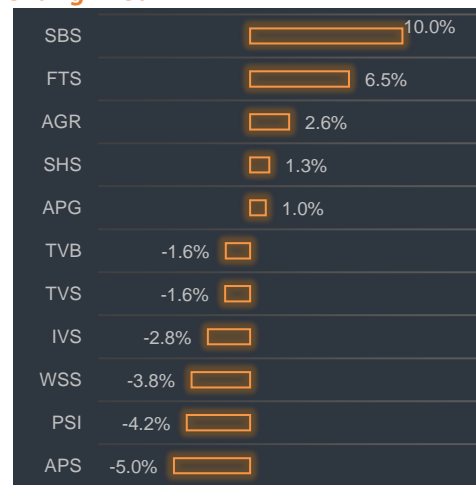 SBS 10.0%
FTS 6.5%
AGR 2.6%
SHS 1.3%
APG 1.0%
TVB -1.6%
TVS -1.6%
IVS -2.8%
WSS -3.8%
PSI -4.2%
APS -5.0%